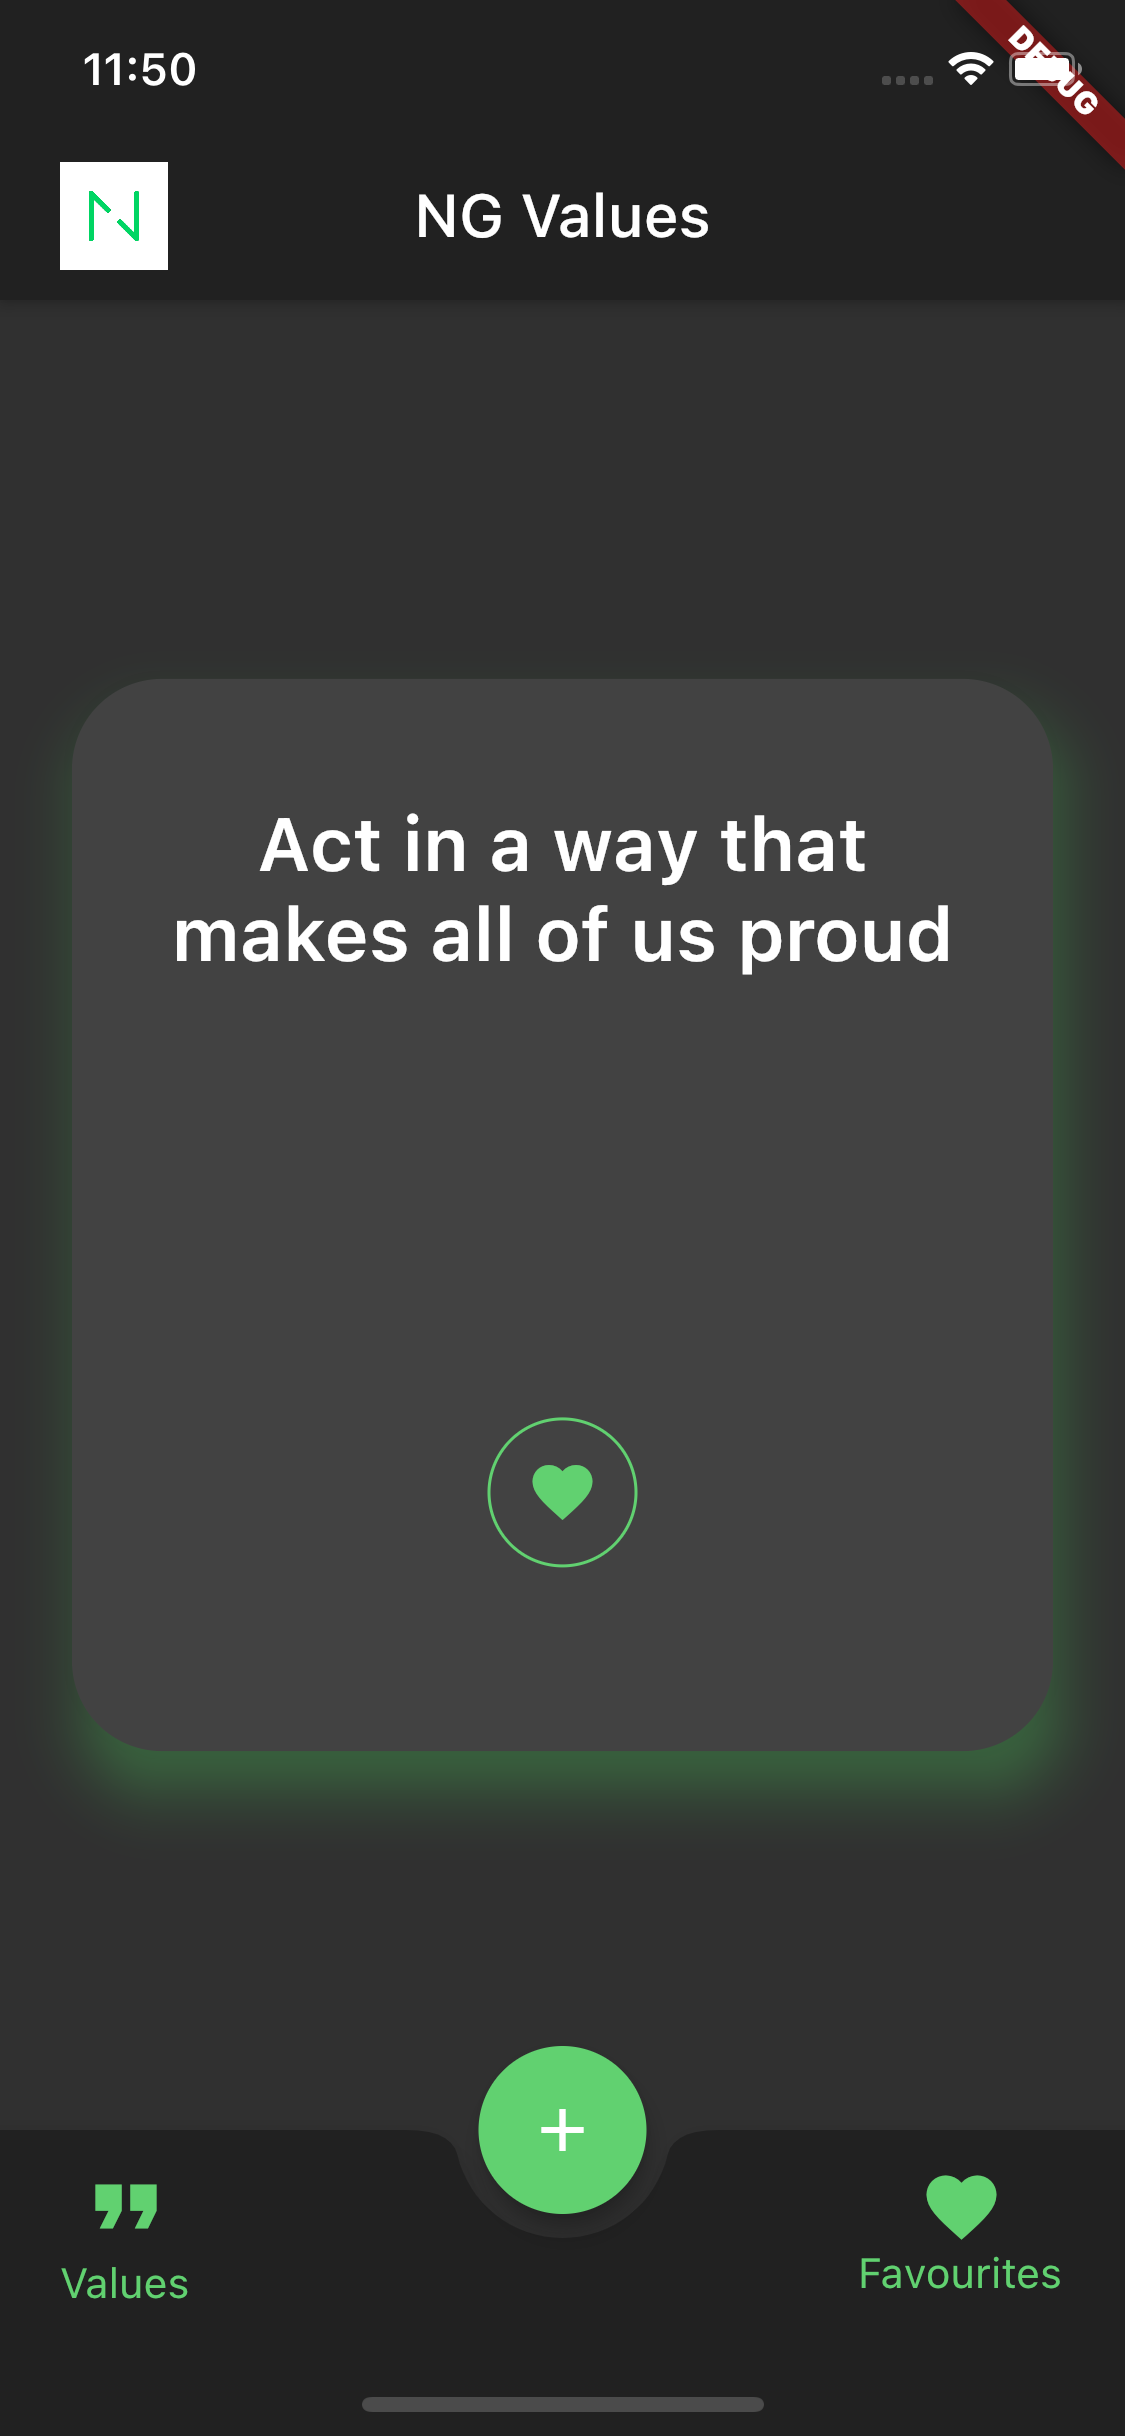 11:50
DEBUG
NG Values
Act in a way that
makes all of us proud
Values
Favourites